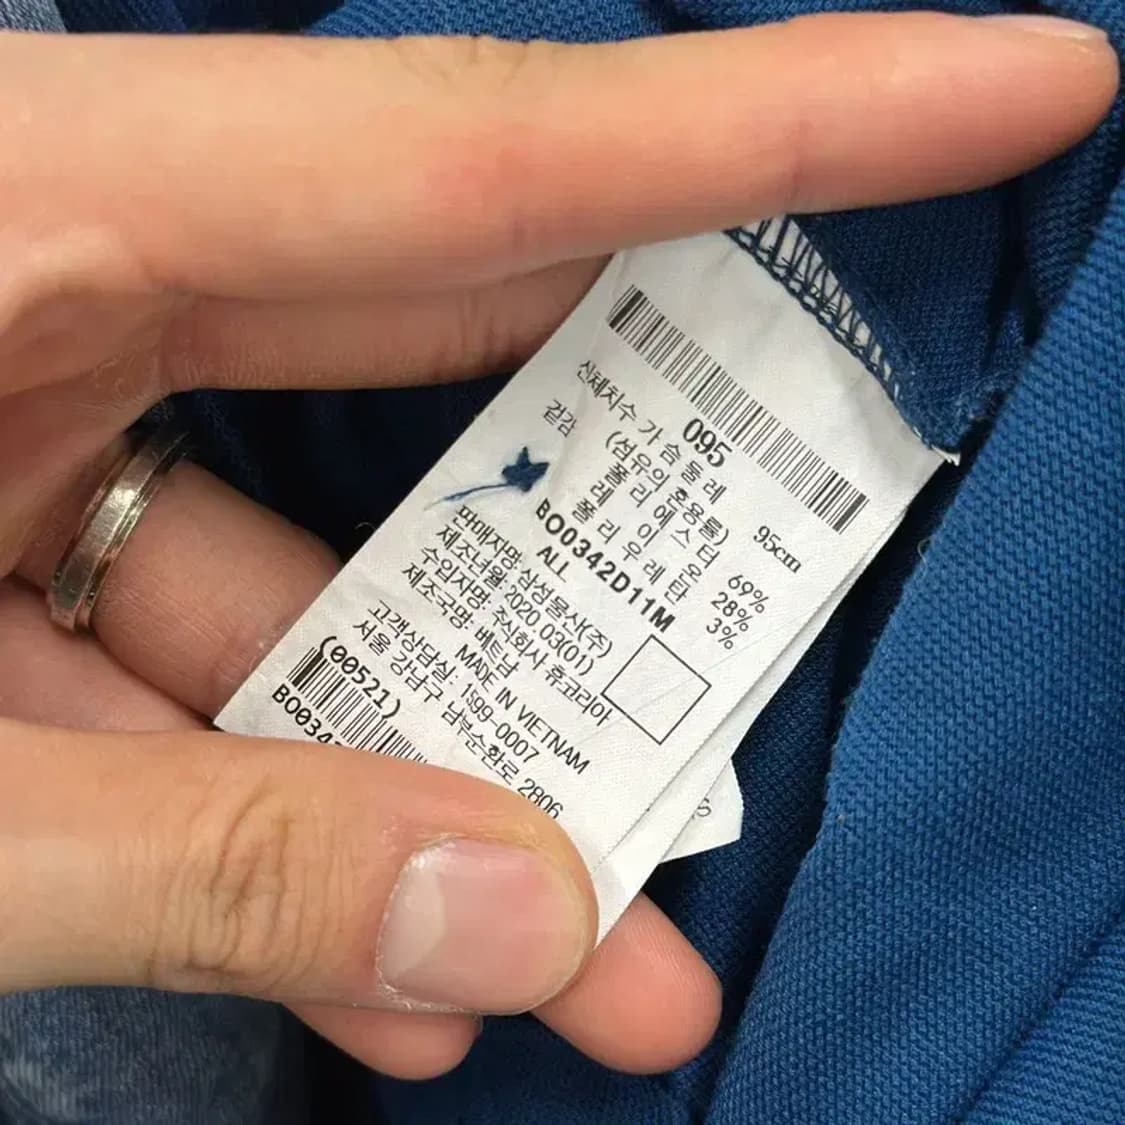 095
신체치수 가슴둘레 95cm
(섬유의 혼용률)
겉감 폴리에스터 69%
레이온 28%
폴리우레탄 3%
BO0342D11M
ALL
판매자명: 삼성물산(주)
제조년월: 2020.03(01)
수입자명: 주식회사 휴코리아
제조국명: 베트남
MADE IN VIETNAM
고객상담실: 1599-0007
서울 강남구 남부순환로 2806
(00521)
BO034